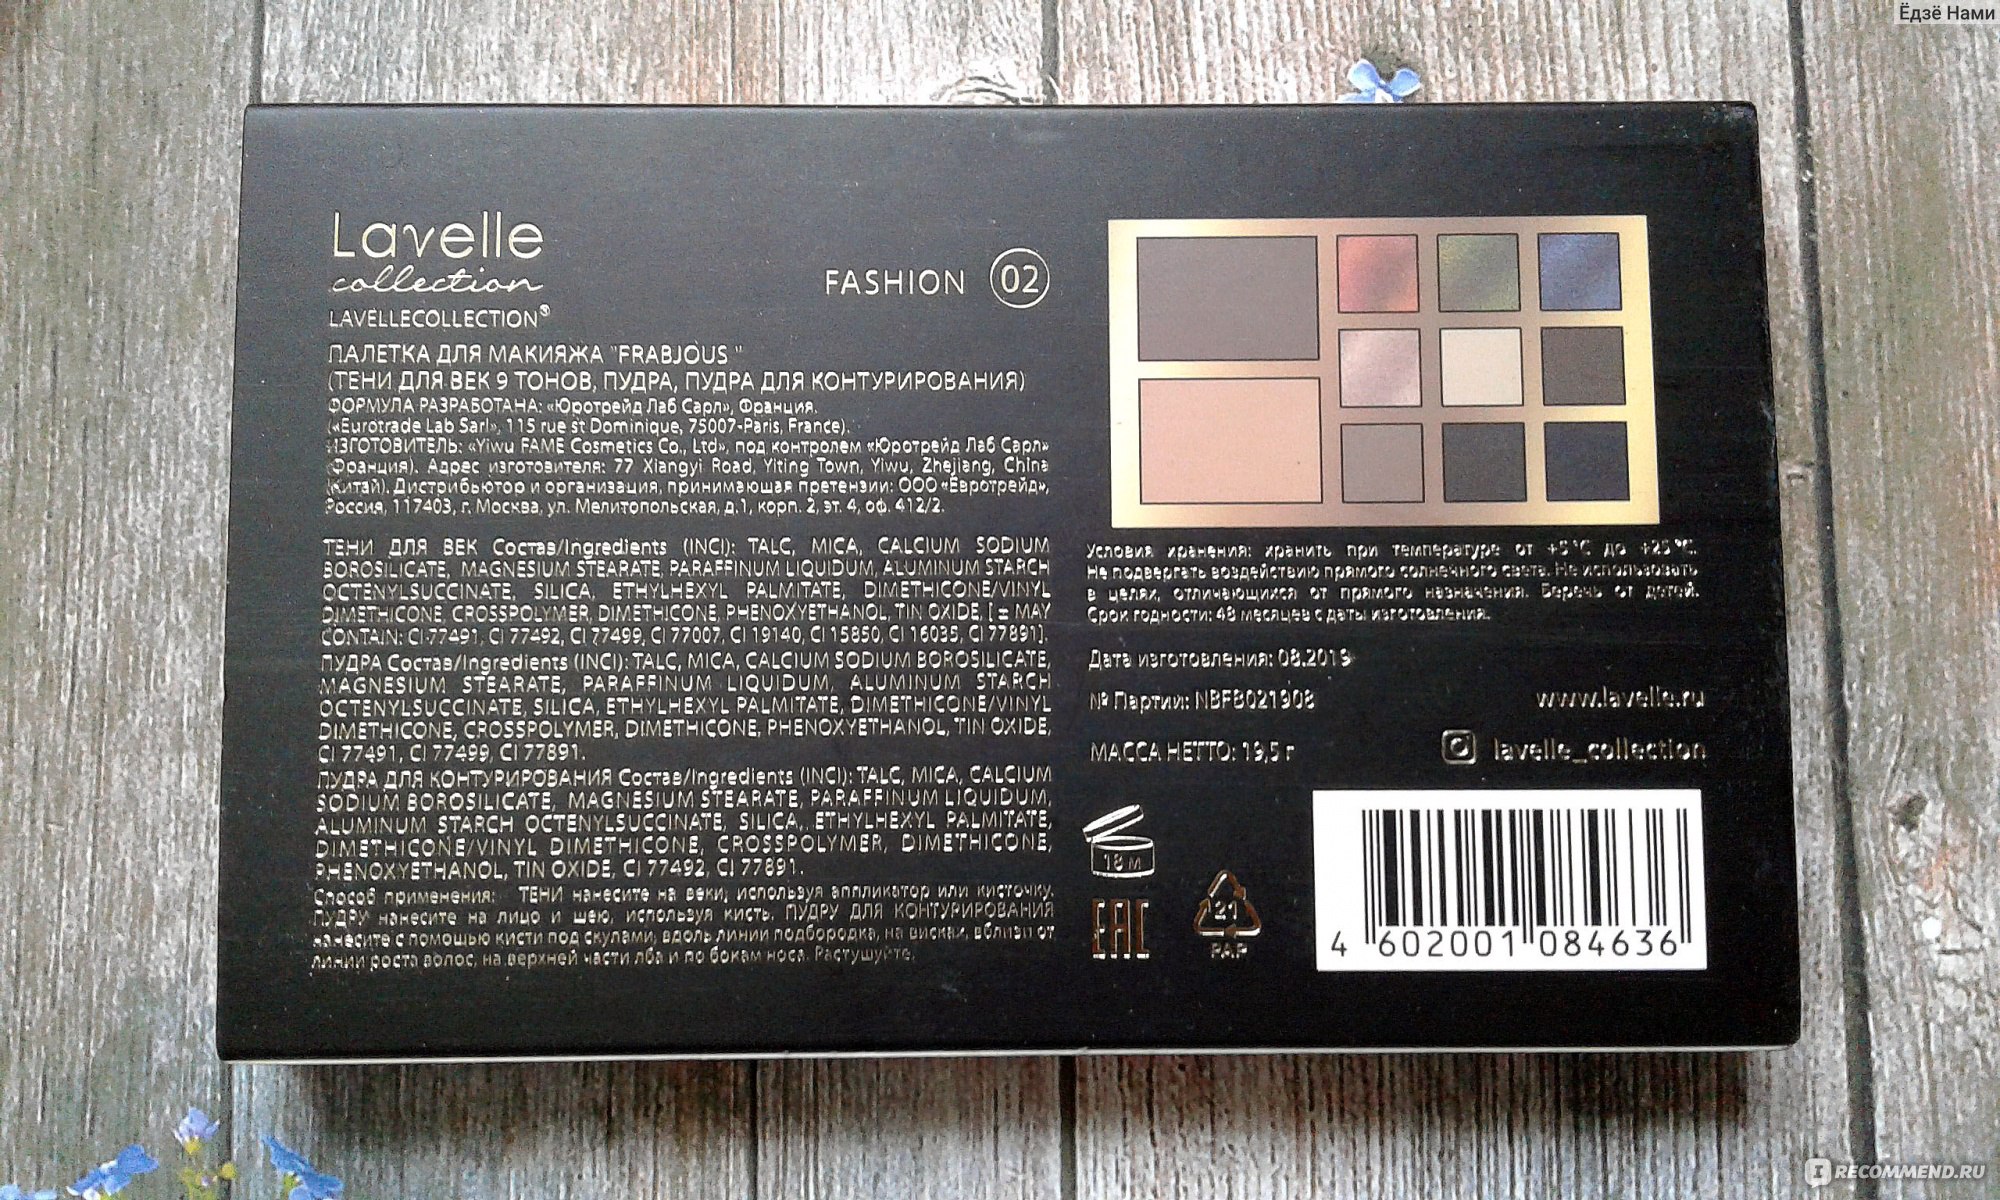 Ёдзё Нами
Lavelle
collection
LAVELLECOLLECTION®
FASHION 02
ПАЛЕТКА ДЛЯ МАКИЯЖА "FRABJOUS "
(ТЕНИ ДЛЯ ВЕК 9 ТОНОВ, ПУДРА, ПУДРА ДЛЯ КОНТУРИРОВАНИЯ)
ФОРМУЛА РАЗРАБОТАНА: «Юротрейд Лаб Сарл», Франция.
(«Eurotrade Lab Sarl», 115 rue st Dominique, 75007-Paris, France).
ИЗГОТОВИТЕЛЬ: «Yiwu FAME Cosmetics Co., Ltd», под контролем «Юротрейд Лаб Сарл»
(Франция). Адрес изготовителя: 77 Xiangyi Road, Yiting Town, Yiwu, Zhejiang, China
(Китай). Дистрибьютор и организация, принимающая претензии: ООО «Евротрейд»,
Россия, 117403, г. Москва, ул. Мелитопольская, д.1, корп. 2, эт. 4, оф. 412/2.
ТЕНИ ДЛЯ ВЕК Состав/Ingredients (INCI): TALC, MICA, CALCIUM SODIUM
BOROSILICATE, MAGNESIUM STEARATE, PARAFFINUM LIQUIDUM, ALUMINUM STARCH
OCTENYLSUCCINATE, SILICA, ETHYLHEXYL PALMITATE, DIMETHICONE/VINYL
DIMETHICONE, CROSSPOLYMER, DIMETHICONE, PHENOXYETHANOL, TIN OXIDE, [ ± MAY
CONTAIN: CI 77491, CI 77492, CI 77499, CI 77007, CI 19140, CI 15850, CI 16035, CI 77891].
ПУДРА Состав/Ingredients (INCI): TALC, MICA, CALCIUM SODIUM BOROSILICATE,
MAGNESIUM STEARATE, PARAFFINUM LIQUIDUM, ALUMINUM STARCH
OCTENYLSUCCINATE, SILICA, ETHYLHEXYL PALMITATE, DIMETHICONE/VINYL
DIMETHICONE, CROSSPOLYMER, DIMETHICONE, PHENOXYETHANOL, TIN OXIDE,
CI 77491, CI 77499, CI 77891.
ПУДРА ДЛЯ КОНТУРИРОВАНИЯ Состав/Ingredients (INCI): TALC, MICA, CALCIUM
SODIUM BOROSILICATE, MAGNESIUM STEARATE, PARAFFINUM LIQUIDUM,
ALUMINUM STARCH OCTENYLSUCCINATE, SILICA,. ETHYLHEXYL PALMITATE,
DIMETHICONE/VINYL DIMETHICONE, CROSSPOLYMER, DIMETHICONE,
PHENOXYETHANOL, TIN OXIDE, CI 77492, CI 77891.
Способ применения: ТЕНИ нанесите на веки, используя аппликатор или кисточку.
ПУДРУ нанесите на лицо и шею, используя кисть. ПУДРУ ДЛЯ КОНТУРИРОВАНИЯ
нанесите с помощью кисти под скулами, вдоль линии подбородка, на висках, вблизи от
линии роста волос, на верхней части лба и по бокам носа. Растушуйте.
Условия хранения: хранить при температуре от +5 °С до +25 °С.
Не подвергать воздействию прямого солнечного света. Не использовать
в целях, отличающихся от прямого назначения. Беречь от детей.
Срок годности: 48 месяцев с даты изготовления.
Дата изготовления: 08.2019
№ Партии: NBFB021908
www.lavelle.ru
МАССА НЕТТО: 19,5 г
lavelle_collection
18 м
EAC
21
PAP
4 602001 084636
IRECOMMEND.RU